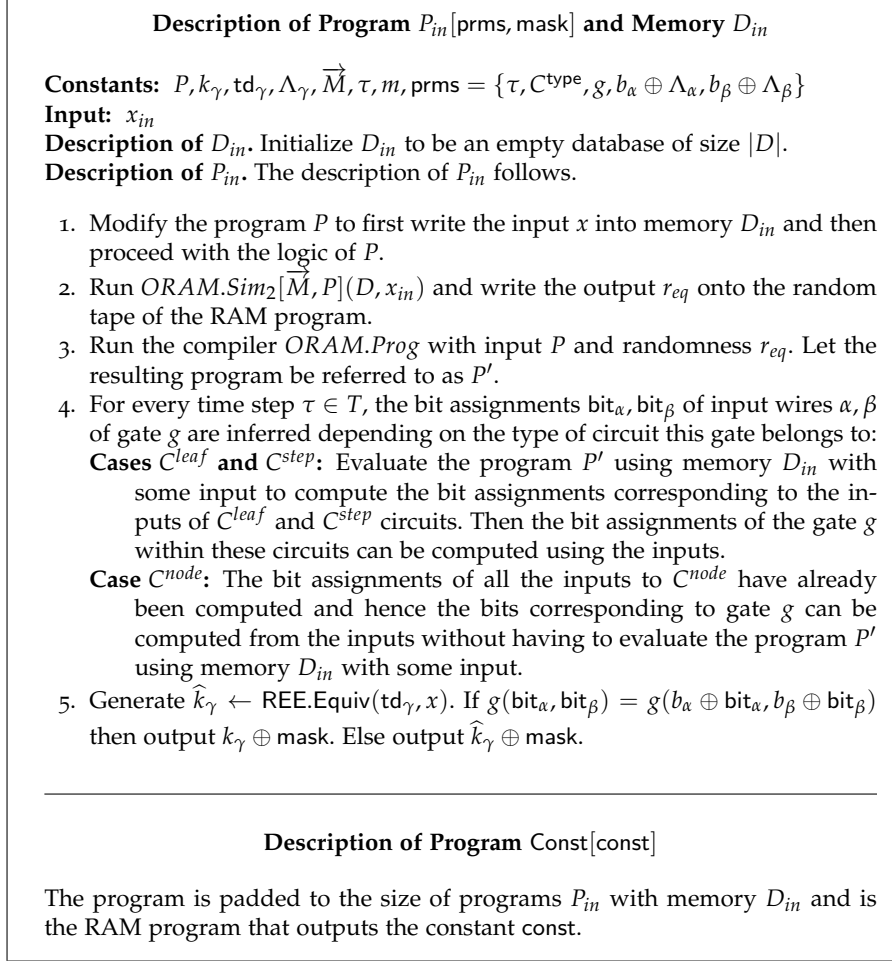 Description of Program P_in[prms, mask] and Memory D_in
Constants: P, k_γ, td_γ, Λ_γ, M⃗, τ, m, prms = {τ, C^type, g, b_α ⊕ Λ_α, b_β ⊕ Λ_β}
Input: x_in
Description of D_in. Initialize D_in to be an empty database of size |D|.
Description of P_in. The description of P_in follows.
1. Modify the program P to first write the input x into memory D_in and then
proceed with the logic of P.
2. Run ORAM.Sim_2[M⃗, P](D, x_in) and write the output r_eq onto the random
tape of the RAM program.
3. Run the compiler ORAM.Prog with input P and randomness r_eq. Let the
resulting program be referred to as P′.
4. For every time step τ ∈ T, the bit assignments bit_α, bit_β of input wires α, β
of gate g are inferred depending on the type of circuit this gate belongs to:
Cases C^leaf and C^step: Evaluate the program P′ using memory D_in with
some input to compute the bit assignments corresponding to the in-
puts of C^leaf and C^step circuits. Then the bit assignments of the gate g
within these circuits can be computed using the inputs.
Case C^node: The bit assignments of all the inputs to C^node have already
been computed and hence the bits corresponding to gate g can be
computed from the inputs without having to evaluate the program P′
using memory D_in with some input.
5. Generate k̂_γ ← REE.Equiv(td_γ, x). If g(bit_α, bit_β) = g(b_α ⊕ bit_α, b_β ⊕ bit_β)
then output k_γ ⊕ mask. Else output k̂_γ ⊕ mask.
Description of Program Const[const]
The program is padded to the size of programs P_in with memory D_in and is
the RAM program that outputs the constant const.